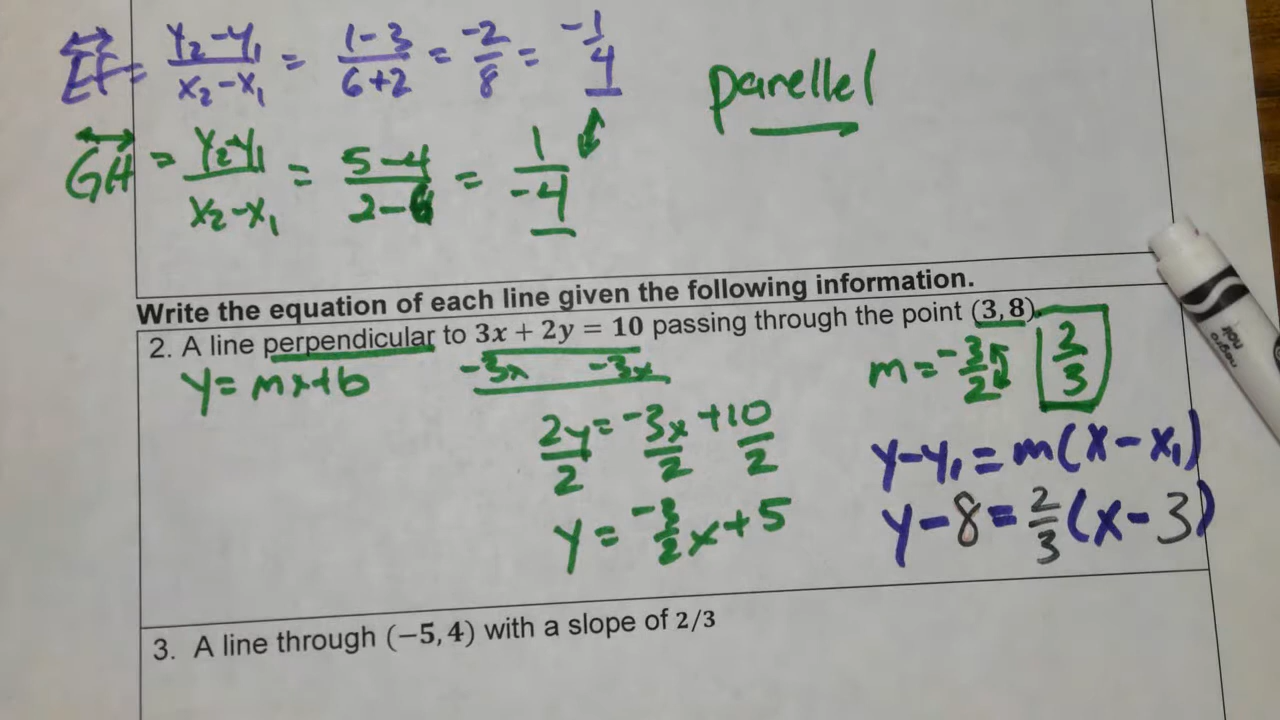 EF = Y₂-Y₁/X₂-X₁ = 1-3/6+2 = -2/8 = -1/4
parellel
GH = Y₂-Y₁/X₂-X₁ = 5-4/2-6 = 1/-4
Write the equation of each line given the following information.
2. A line perpendicular to 3x + 2y = 10 passing through the point (3, 8).
y = mx+b
-3x -3x
m = -3/2 2/3
2y/2 = -3x/2 +10/2
y-y₁ = m(x-x₁)
y = -3/2x+5
y-8 = 2/3(x-3)
3. A line through (−5, 4) with a slope of 2/3
negro
noir